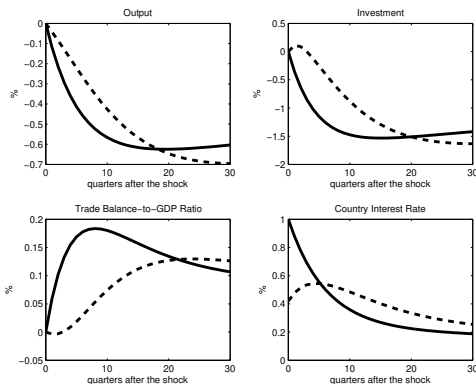 Output
0
−0.1
−0.2
−0.3
−0.4
−0.5
−0.6
−0.7
%
0 10 20 30
quarters after the shock
Investment
0.5
0
−0.5
−1
−1.5
−2
%
0 10 20 30
quarters after the shock
Trade Balance−to−GDP Ratio
0.2
0.15
0.1
0.05
0
−0.05
%
0 10 20 30
quarters after the shock
Country Interest Rate
1
0.8
0.6
0.4
0.2
0
%
0 10 20 30
quarters after the shock